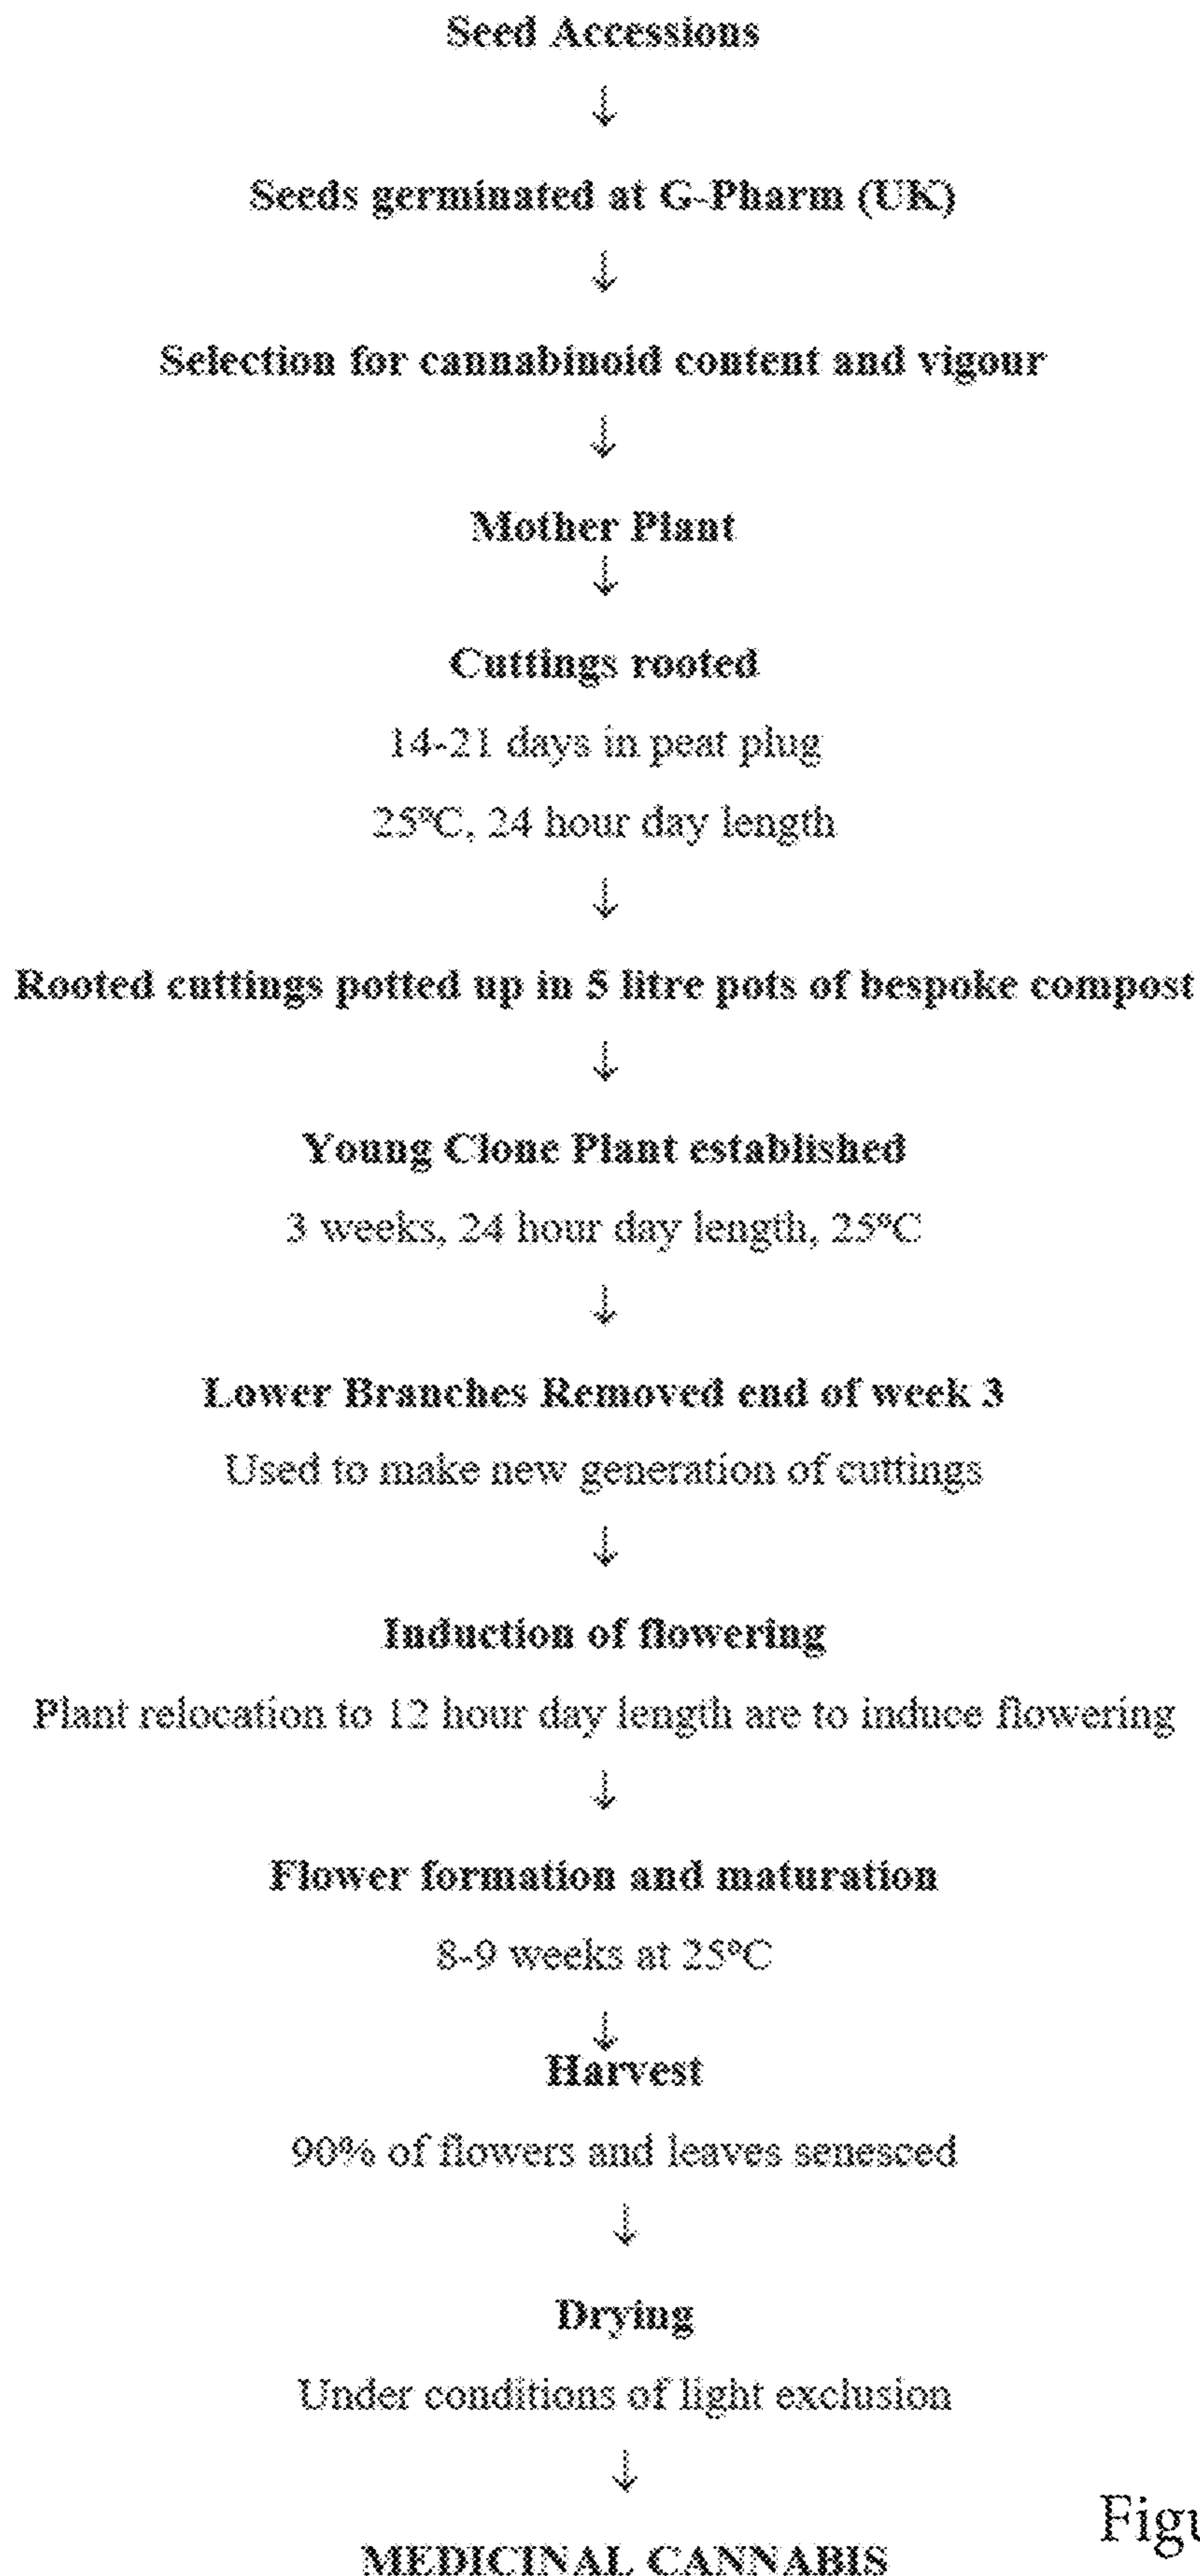 Seed Accessions
↓
Seeds germinated at G-Pharm (UK)
↓
Selection for cannabinoid content and vigour
↓
Mother Plant
↓
Cuttings rooted
14-21 days in peat plug
25ºC, 24 hour day length
↓
Rooted cuttings potted up in 5 litre pots of bespoke compost
↓
Young Clone Plant established
3 weeks, 24 hour day length, 25ºC
↓
Lower Branches Removed end of week 3
Used to make new generation of cuttings
↓
Induction of flowering
Plant relocation to 12 hour day length are to induce flowering
↓
Flower formation and maturation
8-9 weeks at 25ºC
↓
Harvest
90% of flowers and leaves senesced
↓
Drying
Under conditions of light exclusion
↓
Figu
MEDICINAL CANNABIS